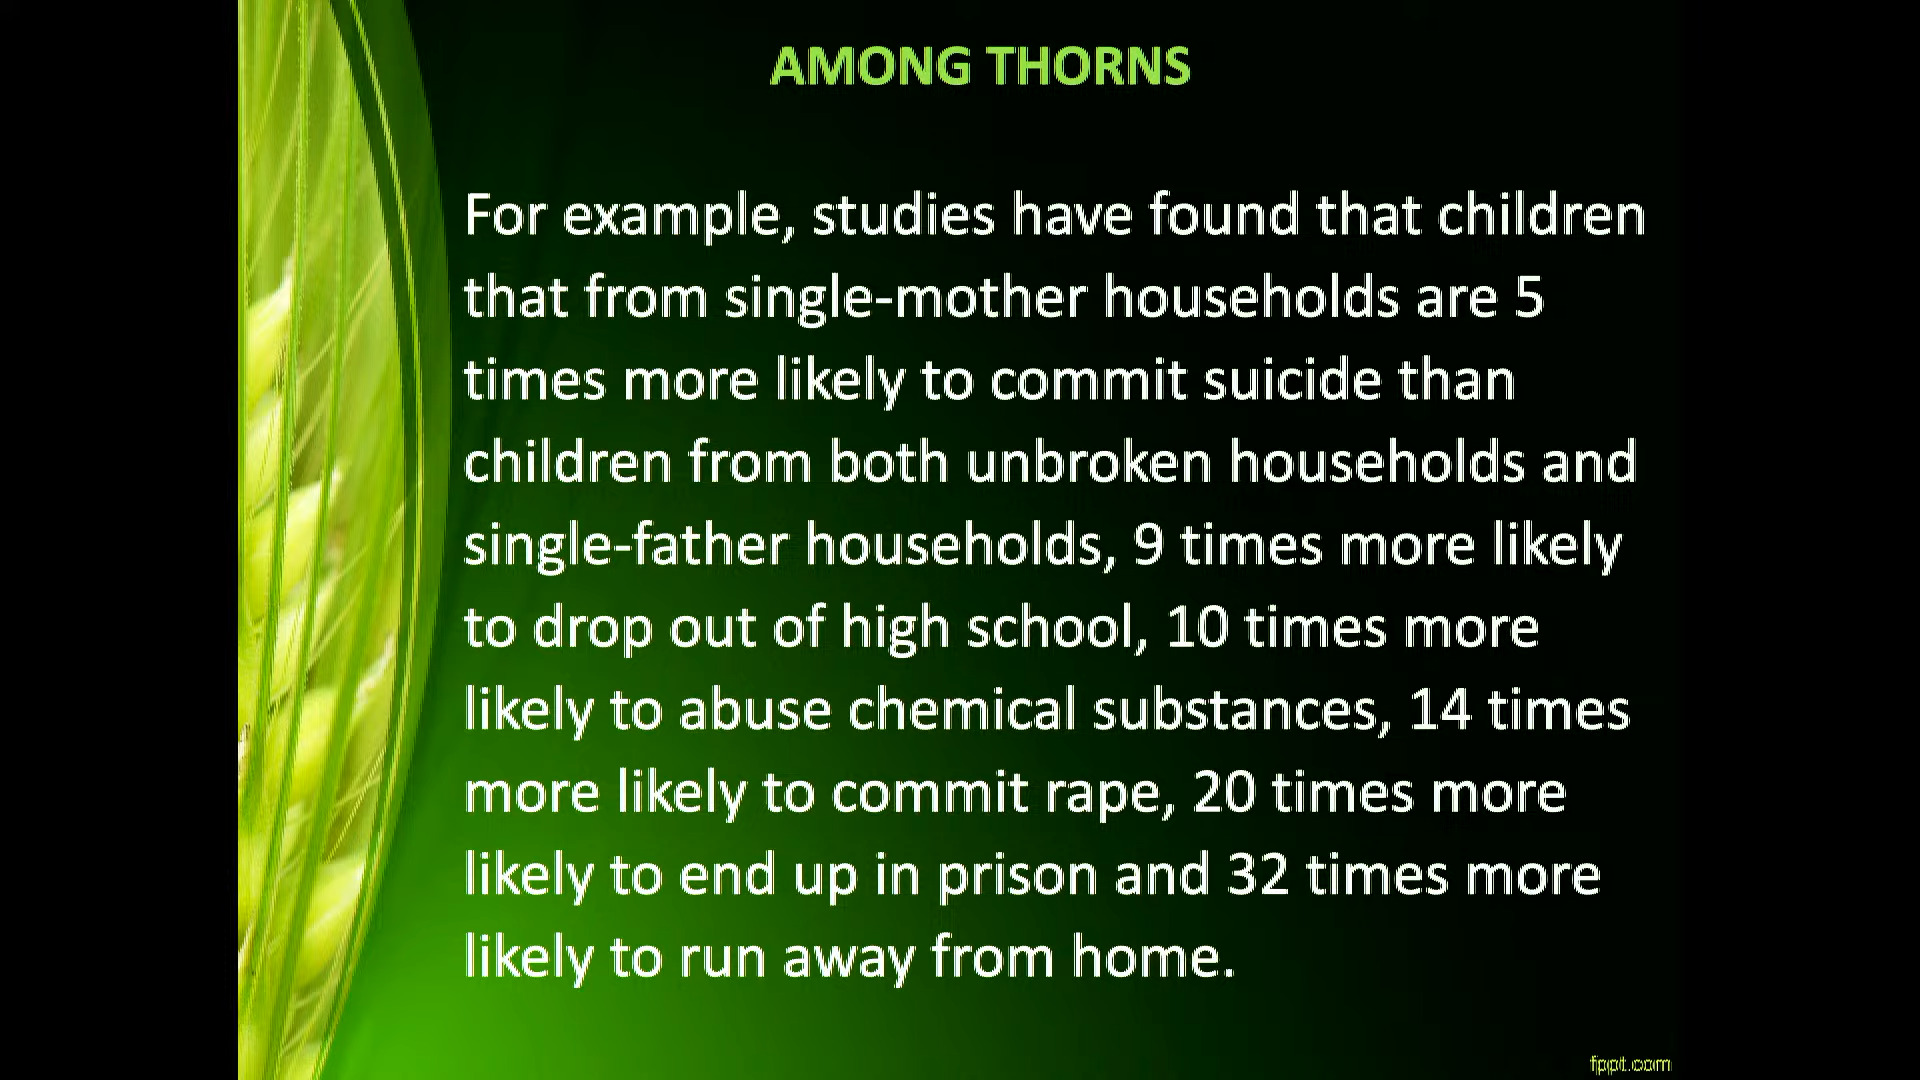 AMONG THORNS
For example, studies have found that children
that from single-mother households are 5
times more likely to commit suicide than
children from both unbroken households and
single-father households, 9 times more likely
to drop out of high school, 10 times more
likely to abuse chemical substances, 14 times
more likely to commit rape, 20 times more
likely to end up in prison and 32 times more
likely to run away from home.
fppt.com